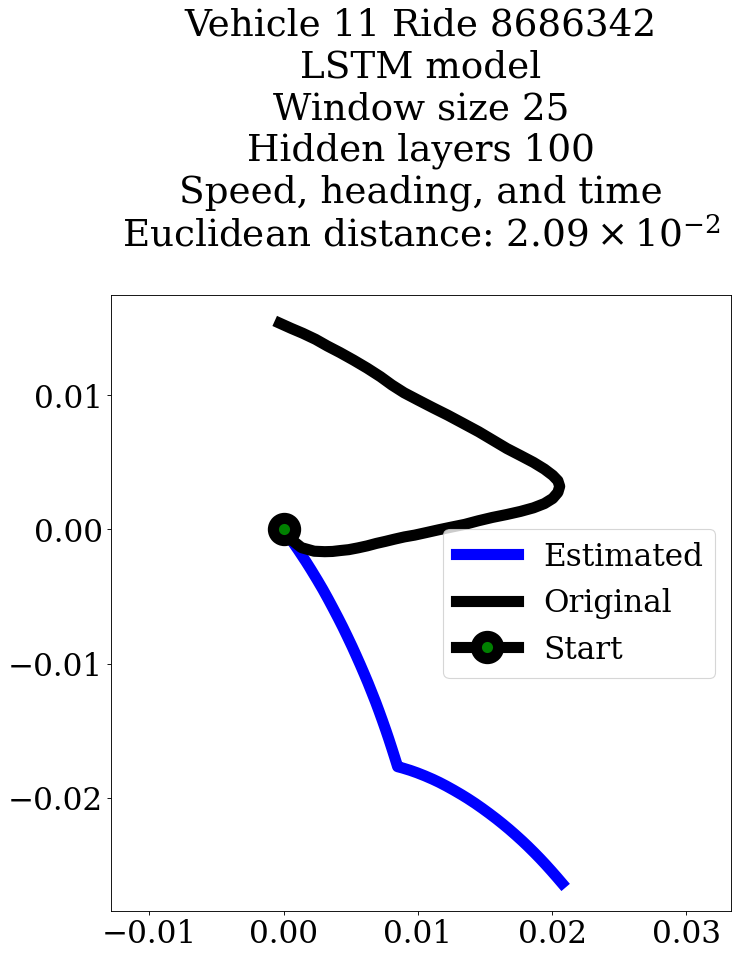 Vehicle 11 Ride 8686342
LSTM model
Window size 25
Hidden layers 100
Speed, heading, and time
Euclidean distance: 2.09 × 10⁻²
0.01
0.00
−0.01
−0.02
Estimated
Original
Start
−0.01 0.00 0.01 0.02 0.03